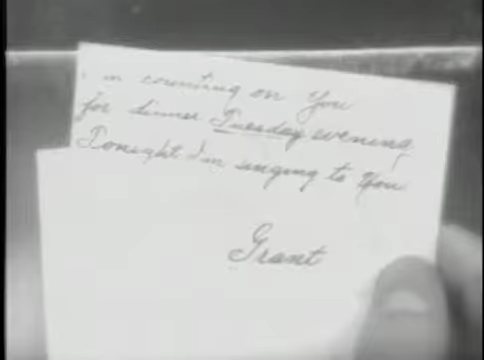 I'm counting on You
for dinner Tuesday evening
Tonight I'm singing to You
Grant